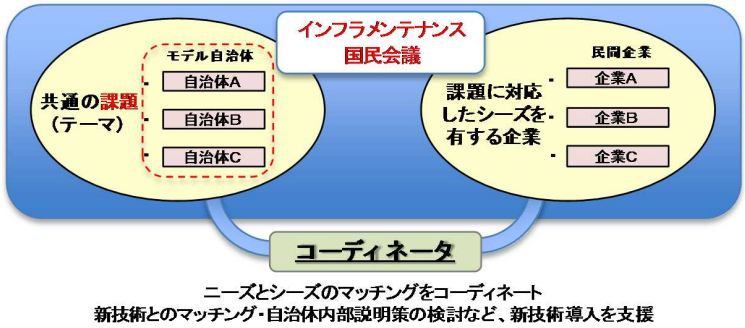 インフラメンテナンス
国民会議
モデル自治体
自治体A
自治体B
自治体C
共通の課題
(テーマ)
民間企業
企業A
企業B
企業C
課題に対応
したシーズを
有する企業
コーディネータ
ニーズとシーズのマッチングをコーディネート
新技術とのマッチング・自治体内部説明策の検討など、新技術導入を支援